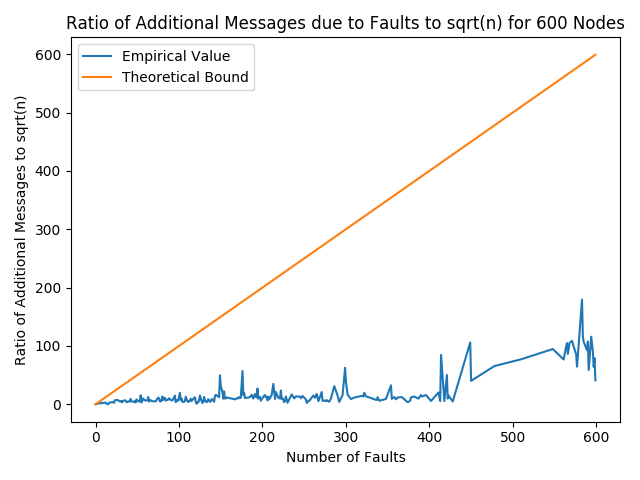 Ratio of Additional Messages due to Faults to sqrt(n) for 600 Nodes
Empirical Value
Theoretical Bound
Ratio of Additional Messages to sqrt(n)
600
500
400
300
200
100
0
0
100
200
300
400
500
600
Number of Faults